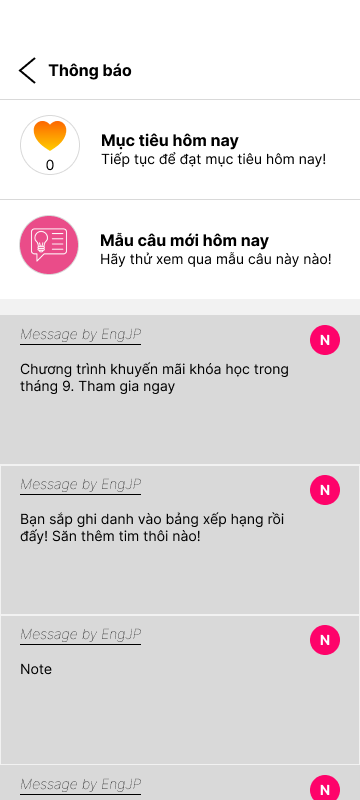 Thông báo
0
Mục tiêu hôm nay
Tiếp tục để đạt mục tiêu hôm nay!
Mẫu câu mới hôm nay
Hãy thử xem qua mẫu câu này nào!
Message by EngJP
N
Chương trình khuyến mãi khóa học trong
tháng 9. Tham gia ngay
Message by EngJP
N
Bạn sắp ghi danh vào bảng xếp hạng rồi
đấy! Săn thêm tim thôi nào!
Message by EngJP
N
Note
Message by EngJP
N